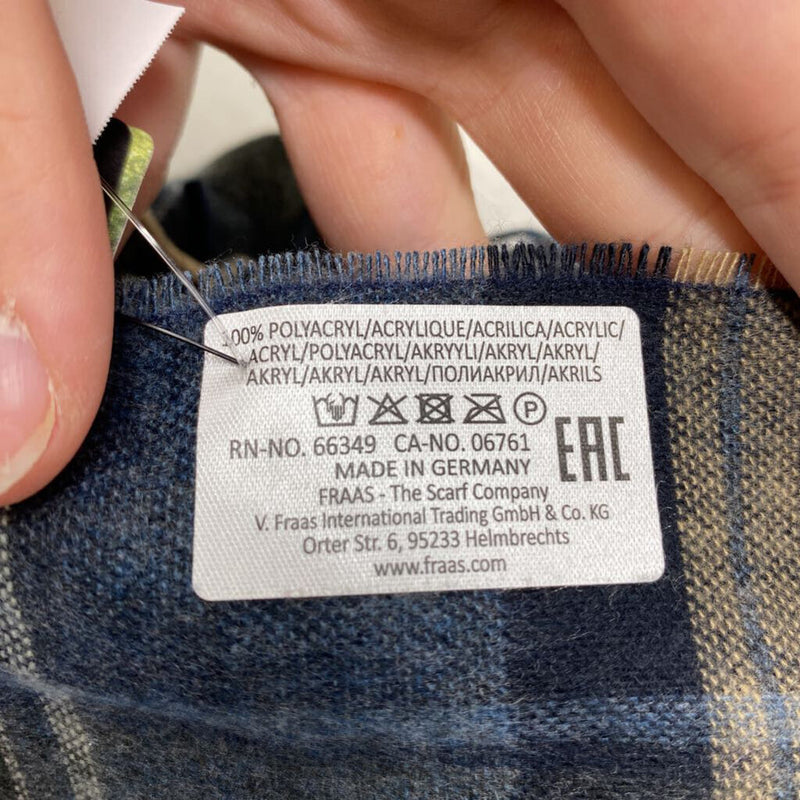 100% POLYACRYL/ACRYLIQUE/ACRILICA/ACRYLIC/
ACRYL/POLYACRYL/AKRYYLI/AKRYL/AKRYL/
AKRYL/AKRYL/AKRYL/ПОЛИАКРИЛ/AKRILS
P
RN-NO. 66349 CA-NO. 06761
EAC
MADE IN GERMANY
FRAAS - The Scarf Company
V. Fraas International Trading GmbH & Co. KG
Orter Str. 6, 95233 Helmbrechts
www.fraas.com